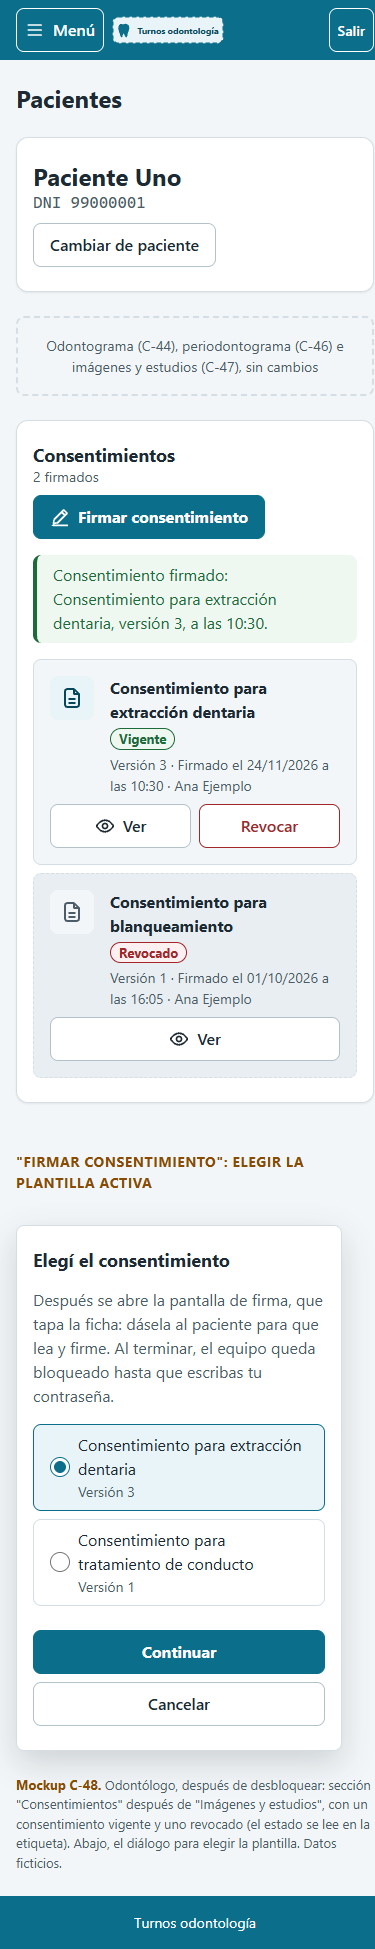 Menú
Turnos odontología
Salir
Pacientes
Paciente Uno
DNI 99000001
Cambiar de paciente
Odontograma (C-44), periodontograma (C-46) e
imágenes y estudios (C-47), sin cambios
Consentimientos
2 firmados
Firmar consentimiento
Consentimiento firmado:
Consentimiento para extracción
dentaria, versión 3, a las 10:30.
Consentimiento para
extracción dentaria
Vigente
Versión 3 · Firmado el 24/11/2026 a
las 10:30 · Ana Ejemplo
Ver
Revocar
Consentimiento para
blanqueamiento
Revocado
Versión 1 · Firmado el 01/10/2026 a
las 16:05 · Ana Ejemplo
Ver
"FIRMAR CONSENTIMIENTO": ELEGIR LA
PLANTILLA ACTIVA
Elegí el consentimiento
Después se abre la pantalla de firma, que
tapa la ficha: dásela al paciente para que
lea y firme. Al terminar, el equipo queda
bloqueado hasta que escribas tu
contraseña.
Consentimiento para extracción
dentaria
Versión 3
Consentimiento para
tratamiento de conducto
Versión 1
Continuar
Cancelar
Mockup C-48. Odontólogo, después de desbloquear: sección
"Consentimientos" después de "Imágenes y estudios", con un
consentimiento vigente y uno revocado (el estado se lee en la
etiqueta). Abajo, el diálogo para elegir la plantilla. Datos
ficticios.
Turnos odontología